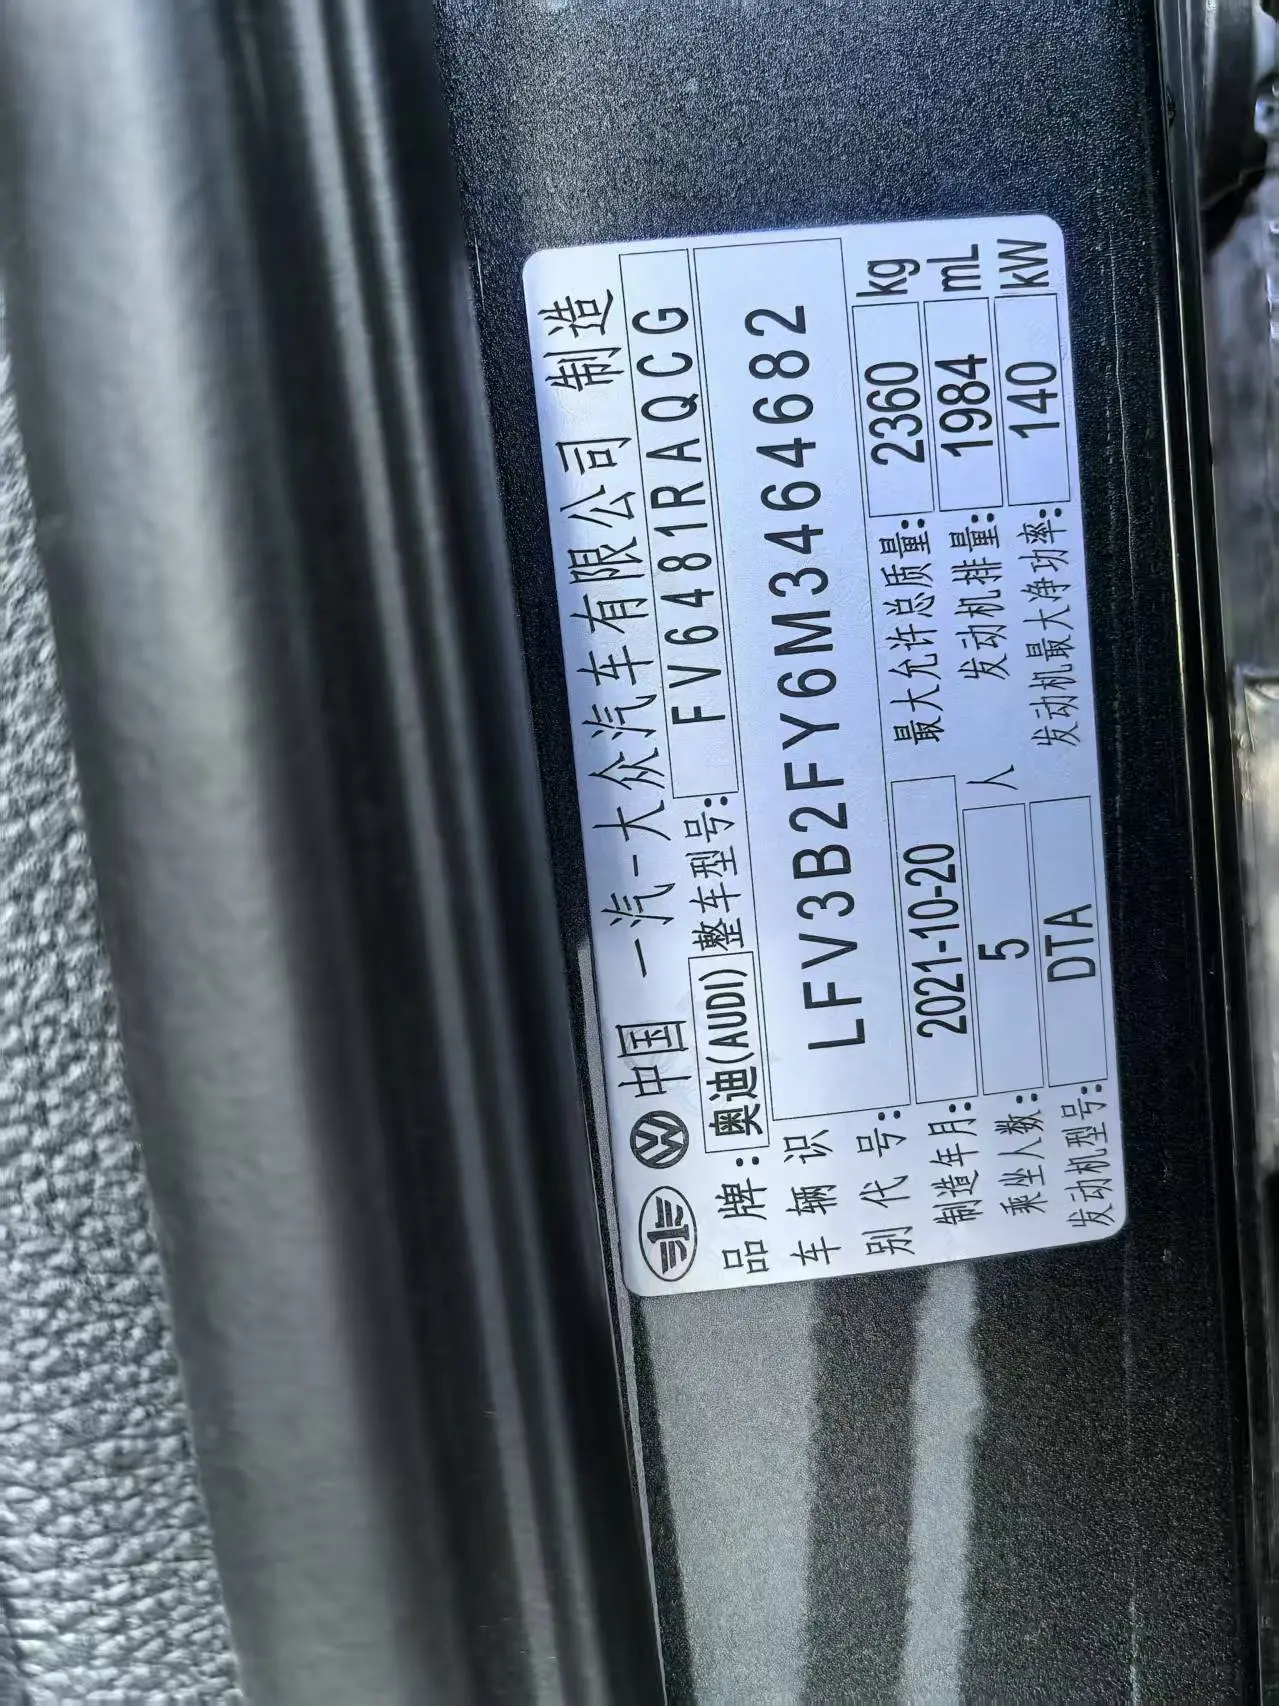 中国 一汽-大众汽车有限公司 制造
品牌: 奥迪(AUDI) 整车型号: FV6481RAQCG
车辆识别代号: LFV3B2FY6M3464682
制造年月: 2021-10-20 最大允许总质量: 2360 kg
乘坐人数: 5 人 发动机排量: 1984 mL
发动机型号: DTA 发动机最大净功率: 140 kW